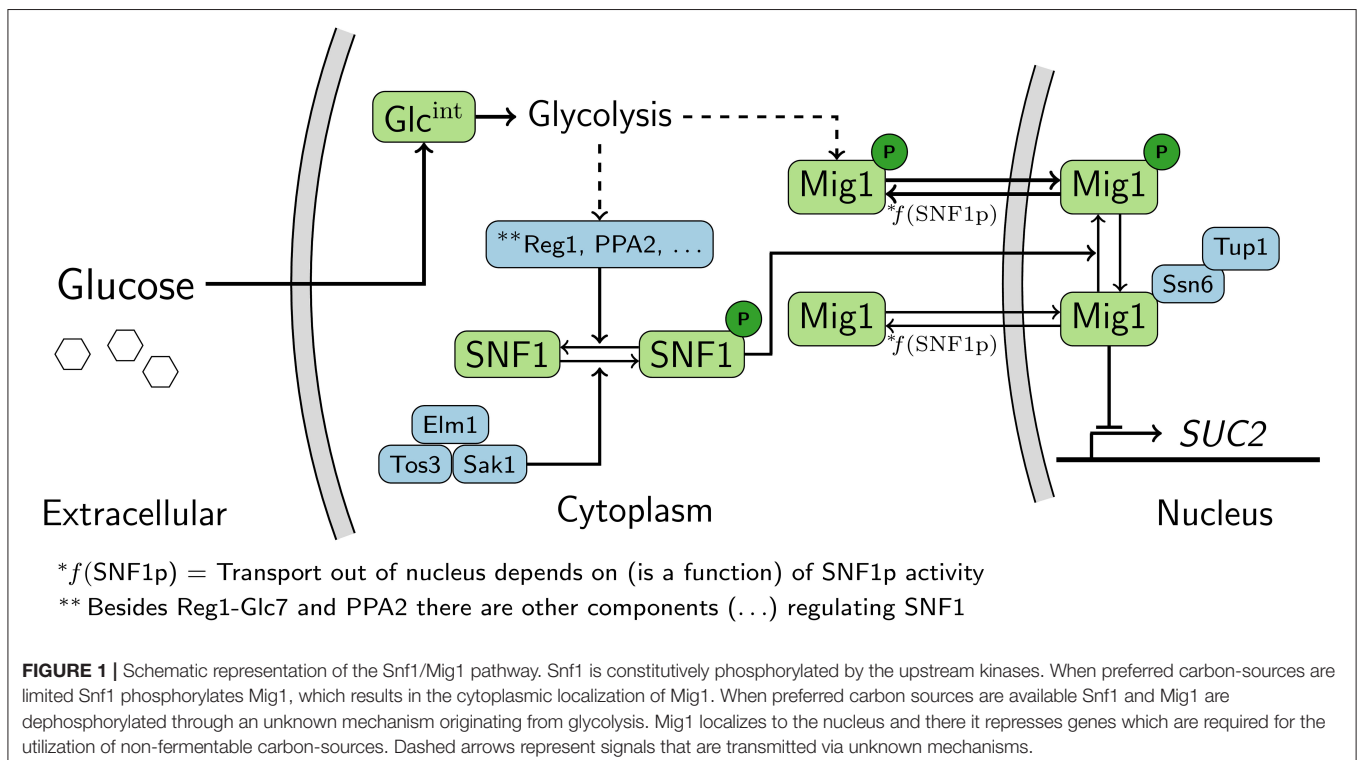 Glc^int
Glycolysis
P
Mig1
P
Mig1
*f(SNF1p)
**Reg1, PPA2, ...
Tup1
Ssn6
Glucose
P
Mig1
Mig1
*f(SNF1p)
SNF1
SNF1
Elm1
Tos3
Sak1
SUC2
Extracellular
Cytoplasm
Nucleus
*f(SNF1p) = Transport out of nucleus depends on (is a function) of SNF1p activity
** Besides Reg1-Glc7 and PPA2 there are other components (...) regulating SNF1
FIGURE 1 | Schematic representation of the Snf1/Mig1 pathway. Snf1 is constitutively phosphorylated by the upstream kinases. When preferred carbon-sources are
limited Snf1 phosphorylates Mig1, which results in the cytoplasmic localization of Mig1. When preferred carbon sources are available Snf1 and Mig1 are
dephosphorylated through an unknown mechanism originating from glycolysis. Mig1 localizes to the nucleus and there it represses genes which are required for the
utilization of non-fermentable carbon-sources. Dashed arrows represent signals that are transmitted via unknown mechanisms.